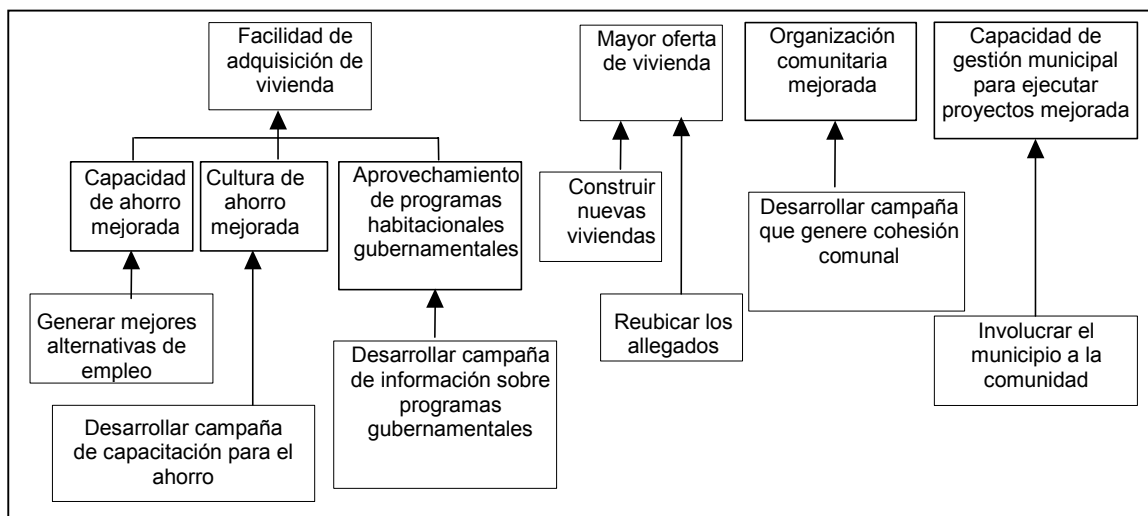 Facilidad de
adquisición de
vivienda
Mayor oferta
de vivienda
Organización
comunitaria
mejorada
Capacidad de
gestión municipal
para ejecutar
proyectos mejorada
Capacidad
de ahorro
mejorada
Cultura de
ahorro
mejorada
Aprovechamiento
de programas
habitacionales
gubernamentales
Construir
nuevas
viviendas
Desarrollar campaña
que genere cohesión
comunal
Generar mejores
alternativas de
empleo
Reubicar los
allegados
Involucrar el
municipio a la
comunidad
Desarrollar campaña
de información sobre
programas
gubernamentales
Desarrollar campaña
de capacitación para el
ahorro